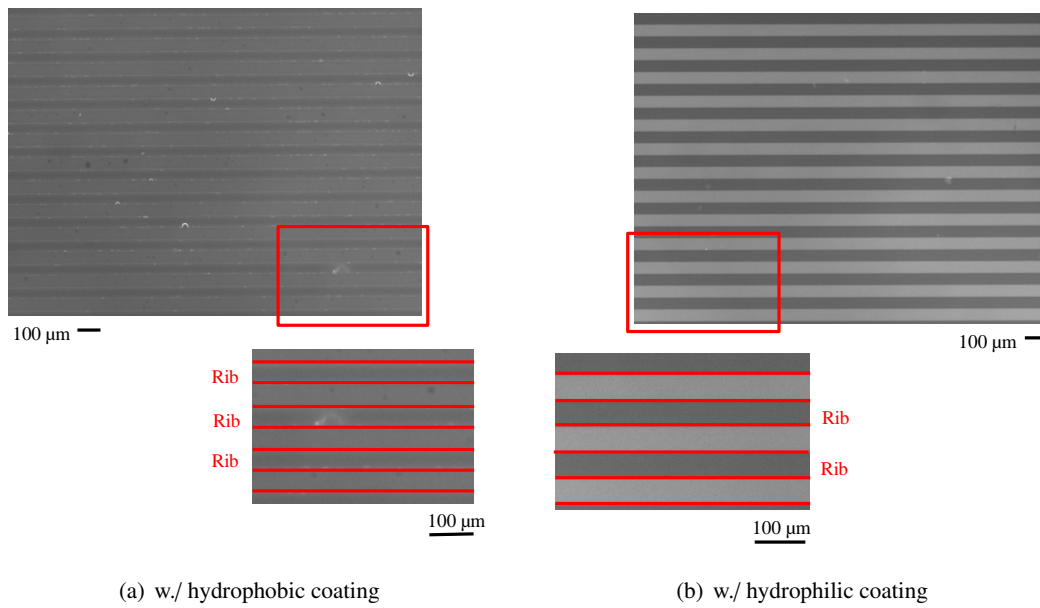 100 μm
100 μm
Rib
Rib
Rib
Rib
Rib
100 μm
100 μm
(a) w./ hydrophobic coating
(b) w./ hydrophilic coating